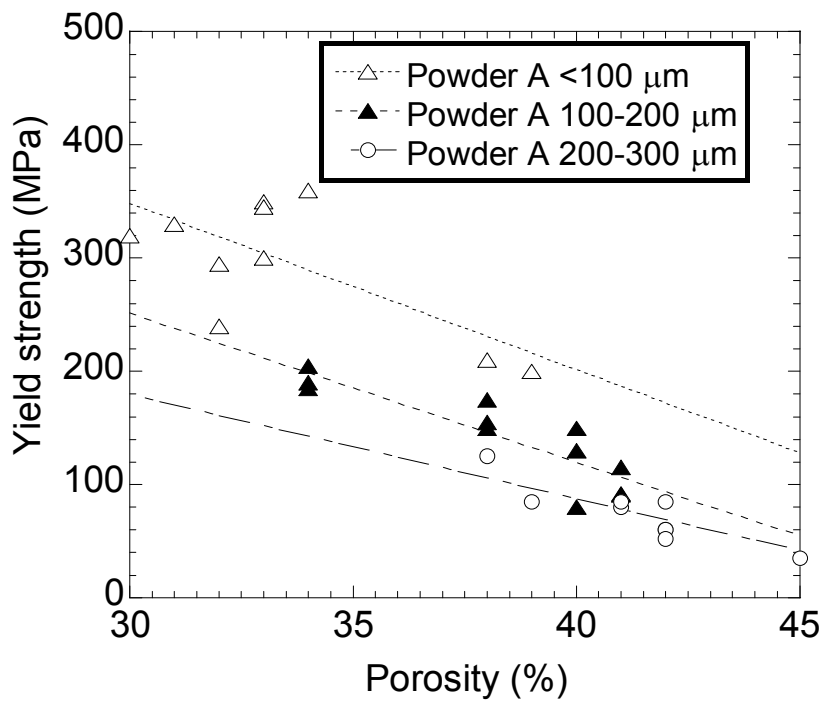 500
400
300
200
100
0
Yield strength (MPa)
Powder A <100 μm
Powder A 100-200 μm
Powder A 200-300 μm
30
35
40
45
Porosity (%)